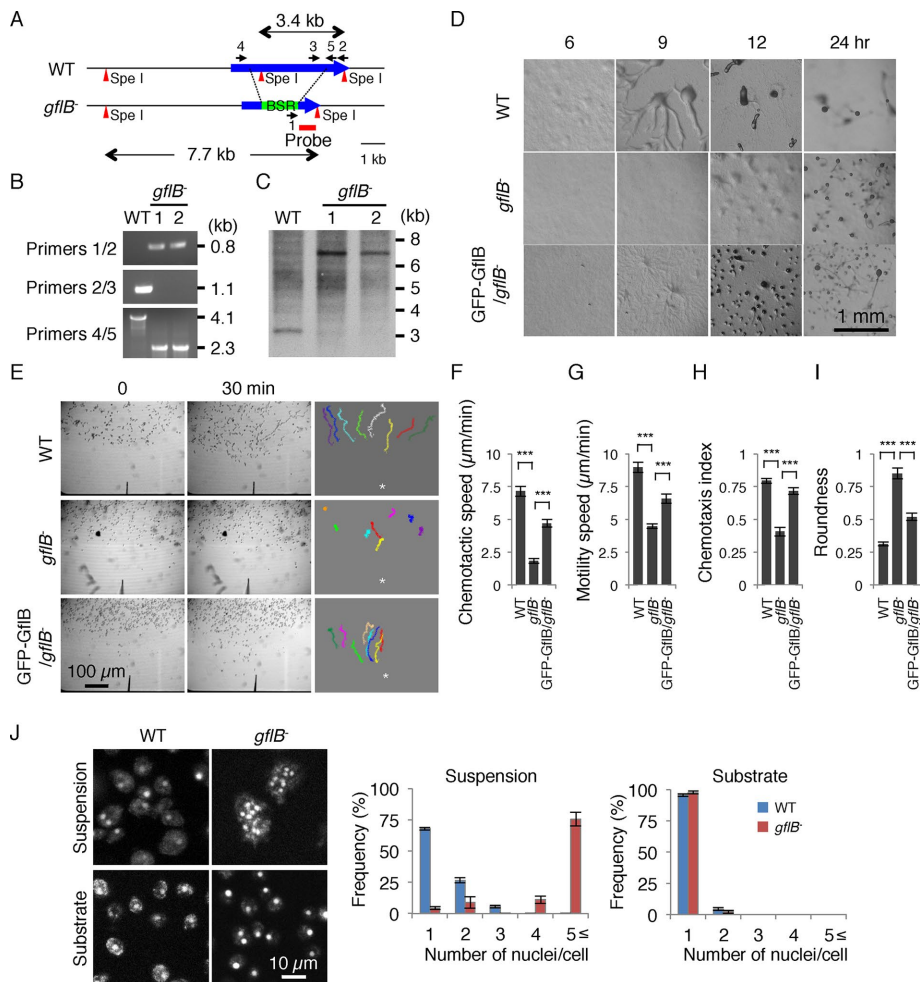 A
3.4 kb
4 3 5 2
WT
Spe I Spe I Spe I
gflB-
BSR
Spe I Spe I
1
Probe
7.7 kb
1 kb
B
gflB-
WT 1 2 (kb)
Primers 1/2 0.8
Primers 2/3 1.1
Primers 4/5 4.1
2.3
C
gflB-
WT 1 2 (kb)
8
6
5
4
3
D
6 9 12 24 hr
WT
gflB-
GFP-GflB
/gflB-
1 mm
E
0 30 min
WT
*
gflB-
*
GFP-GflB
/gflB-
100 µm
*
F
Chemotactic speed (µm/min)
7.5
5
2.5
0
***
***
WT
gflB-
GFP-GflB/gflB-
G
Motility speed (µm/min)
10
7.5
5
2.5
0
***
***
WT
gflB-
GFP-GflB/gflB-
H
Chemotaxis index
1
0.75
0.5
0.25
0
***
***
WT
gflB-
GFP-GflB/gflB-
I
Roundness
1
0.75
0.5
0.25
0
*** ***
WT
gflB-
GFP-GflB/gflB-
J
WT gflB-
Suspension
Substrate
10 µm
Suspension
Frequency (%)
100
75
50
25
0
1 2 3 4 5≤
Number of nuclei/cell
Substrate
WT
gflB-
Frequency (%)
100
75
50
25
0
1 2 3 4 5≤
Number of nuclei/cell